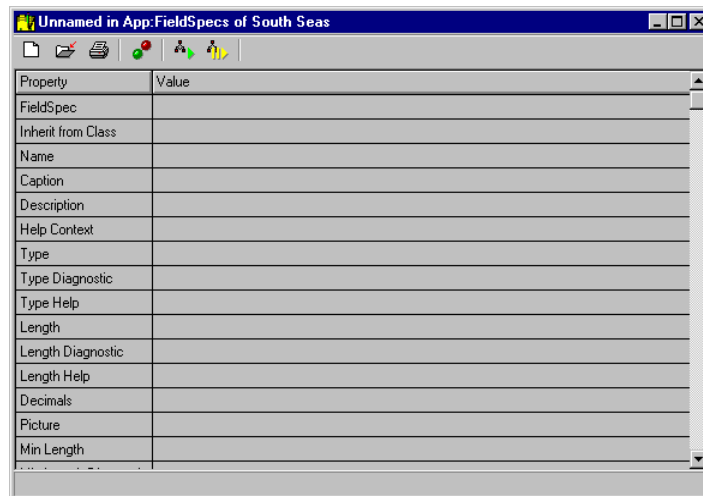 Unnamed in App:FieldSpecs of South Seas
Property Value
FieldSpec
Inherit from Class
Name
Caption
Description
Help Context
Type
Type Diagnostic
Type Help
Length
Length Diagnostic
Length Help
Decimals
Picture
Min Length